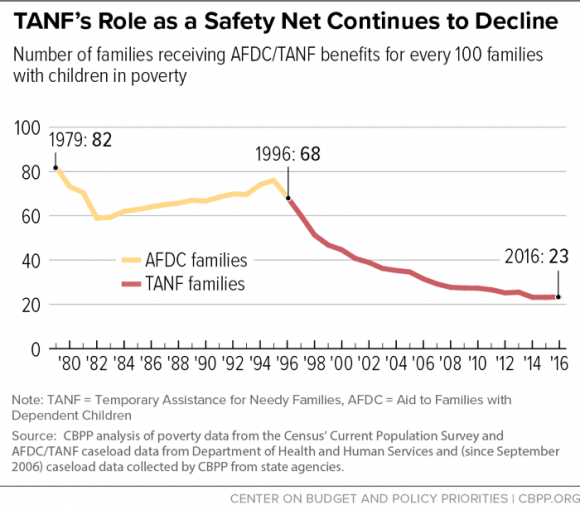 TANF's Role as a Safety Net Continues to Decline
Number of families receiving AFDC/TANF benefits for every 100 families
with children in poverty
100
1979: 82
1996: 68
80
60
40
AFDC families
2016: 23
TANF families
20
0
'80 '82 '84 '86 '88 '90 '92 '94 '96 '98 '00 '02 '04 '06 '08 '10 '12 '14 '16
Note: TANF = Temporary Assistance for Needy Families, AFDC = Aid to Families with
Dependent Children
Source: CBPP analysis of poverty data from the Census' Current Population Survey and
AFDC/TANF caseload data from Department of Health and Human Services and (since September
2006) caseload data collected by CBPP from state agencies.
CENTER ON BUDGET AND POLICY PRIORITIES | CBPP.ORG